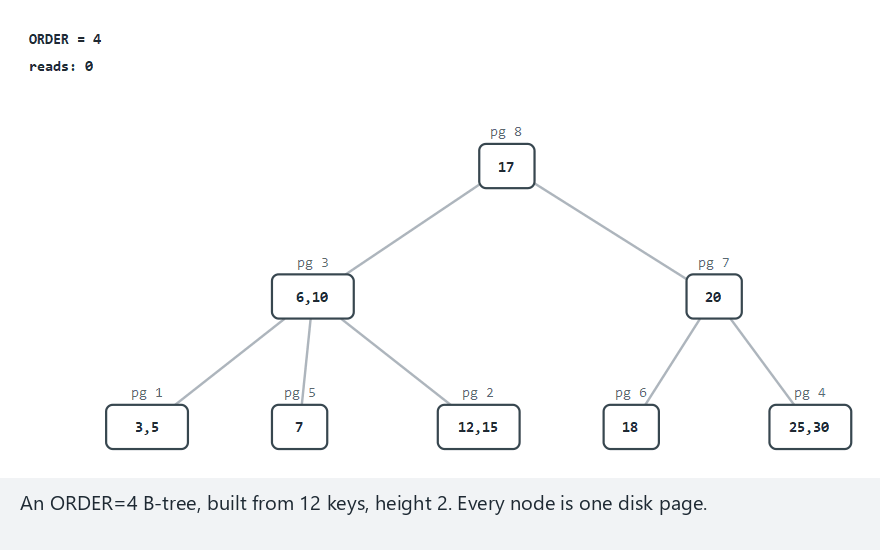 ORDER = 4
reads: 0
pg 8
17
pg 3
pg 7
6,10
20
pg 1
pg 5
pg 2
pg 6
pg 4
3,5
7
12,15
18
25,30
An ORDER=4 B-tree, built from 12 keys, height 2. Every node is one disk page.